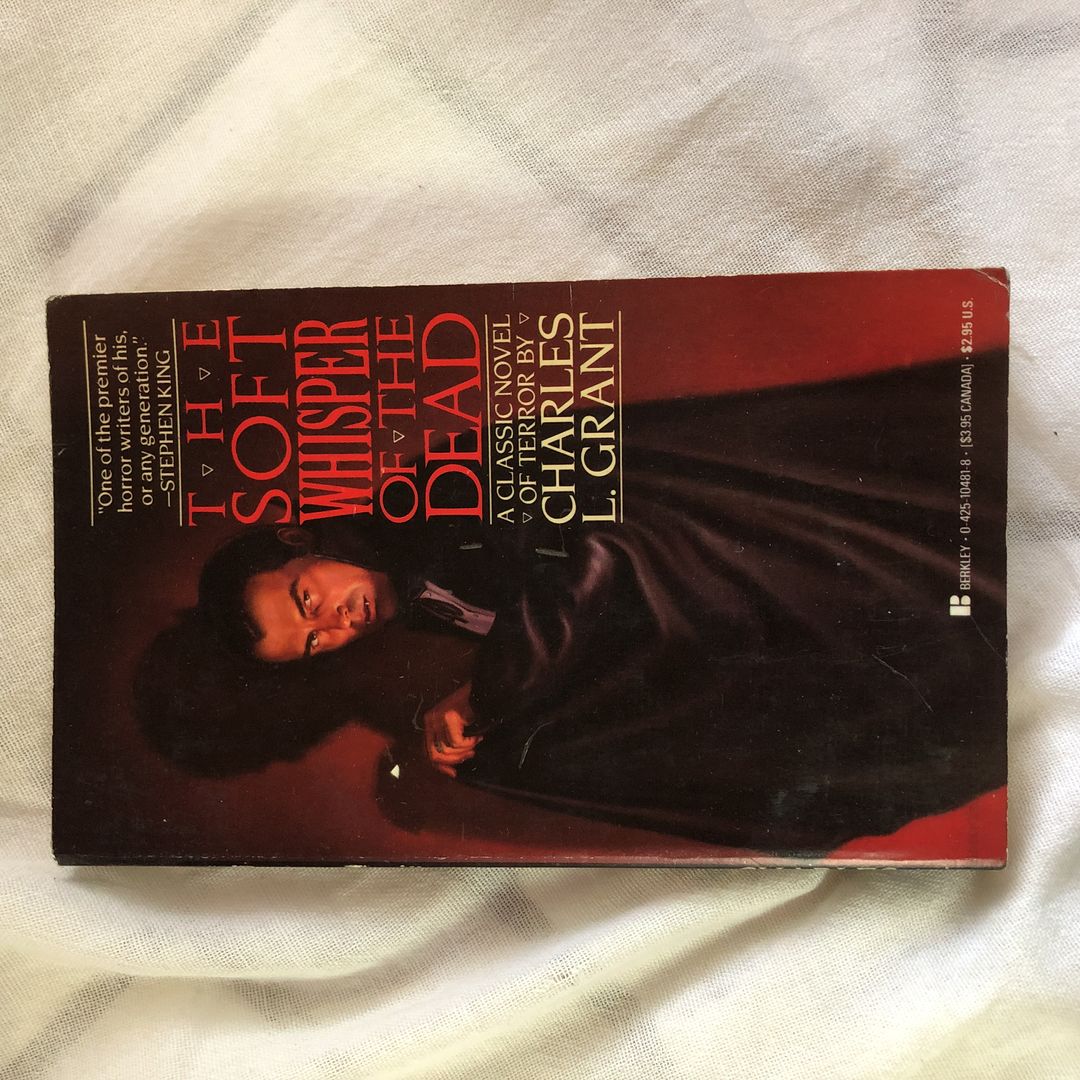 "One of the premier
horror writers of his,
or any generation."
–STEPHEN KING
THE
SOFT
WHISPER
OF THE
DEAD
A CLASSIC NOVEL
OF TERROR BY
CHARLES
L. GRANT
B BERKLEY · 0-425-10481-8 · [$3.95 CANADA] · $2.95 U.S.